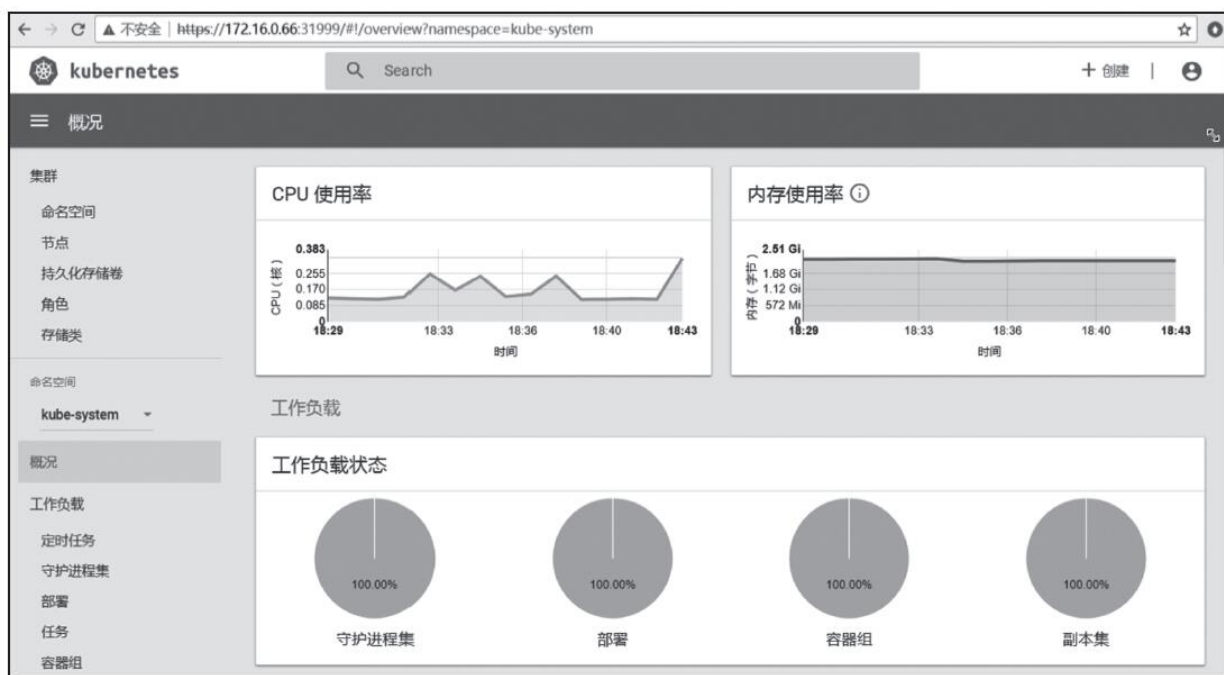 不安全 | https://172.16.0.66:31999/#!/overview?namespace=kube-system
kubernetes
Search
+ 创建 |
概况
集群
命名空间
节点
持久化存储卷
角色
存储类
命名空间
kube-system
概况
工作负载
定时任务
守护进程集
部署
任务
容器组
CPU 使用率
CPU (核)
0.383
0.255
0.170
0.085
0
18:29
18:33
18:36
18:40
18:43
时间
内存使用率
内存 (字节)
2.51 Gi
1.68 Gi
1.12 Gi
572 Mi
0
18:29
18:33
18:36
18:40
18:43
时间
工作负载
工作负载状态
100.00%
守护进程集
100.00%
部署
100.00%
容器组
100.00%
副本集